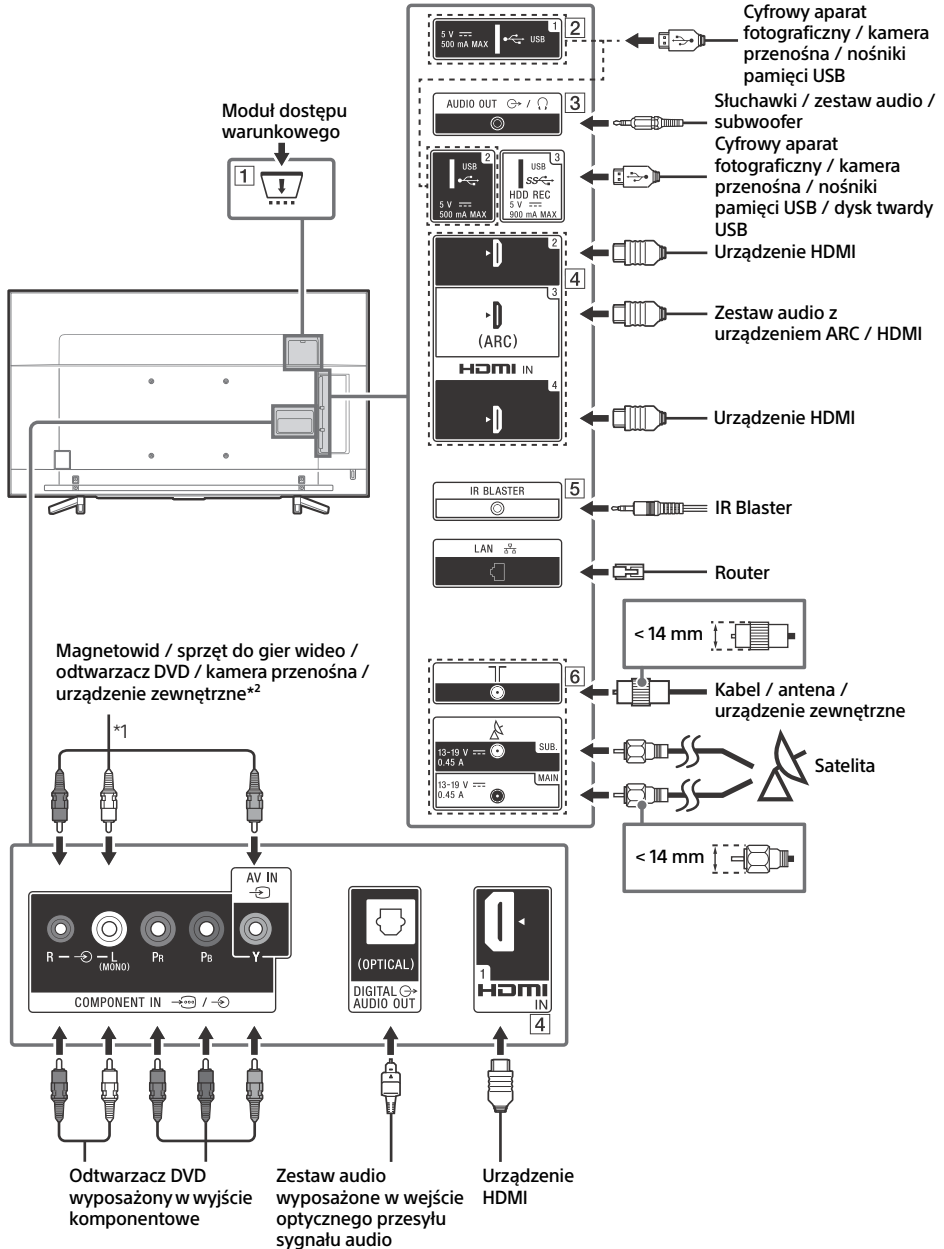 Cyfrowy aparat
fotograficzny / kamera
przenośna / nośniki
pamięci USB
1
2
5 V
500 mA MAX
USB
Moduł dostępu
warunkowego
1
AUDIO OUT
/
3
Słuchawki / zestaw audio /
subwoofer
2
USB
5 V
500 mA MAX
3
USB
SS
HDD REC
5 V
900 mA MAX
Cyfrowy aparat
fotograficzny / kamera
przenośna / nośniki
pamięci USB / dysk twardy
USB
2
4
Urządzenie HDMI
3
(ARC)
Zestaw audio z
urządzeniem ARC / HDMI
HDMI IN
4
Urządzenie HDMI
IR BLASTER
5
IR Blaster
LAN
Router
< 14 mm
6
Kabel / antena /
urządzenie zewnętrzne
13-19 V
0.45 A
SUB.
13-19 V
0.45 A
MAIN
Satelita
< 14 mm
Magnetowid / sprzęt do gier wideo /
odtwarzacz DVD / kamera przenośna /
urządzenie zewnętrzne*2
*1
AV IN
R — — L
(MONO)
PR
PB
Y
COMPONENT IN /
(OPTICAL)
DIGITAL
AUDIO OUT
1
HDMI
IN
4
Odtwarzacz DVD
wyposażony w wyjście
komponentowe
Zestaw audio
wyposażone w wejście
optycznego przesyłu
sygnału audio
Urządzenie
HDMI